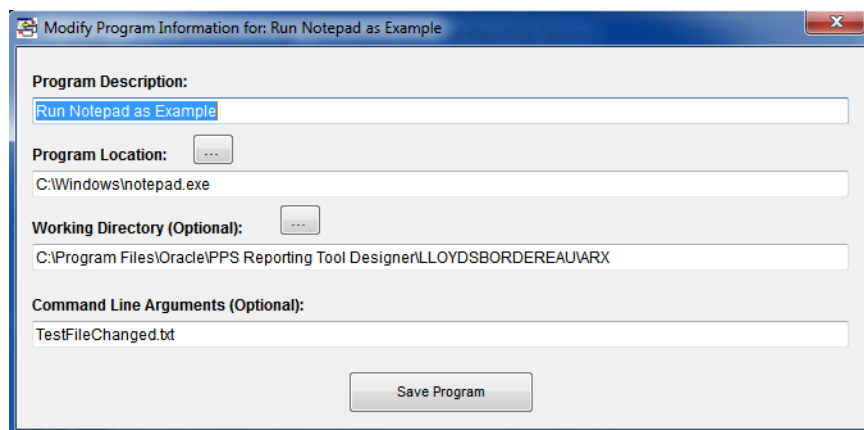 Modify Program Information for: Run Notepad as Example
Program Description:
Run Notepad as Example
Program Location:
...
C:\Windows\notepad.exe
Working Directory (Optional):
...
C:\Program Files\Oracle\PPS Reporting Tool Designer\LLOYDSBORDEREAU\ARX
Command Line Arguments (Optional):
TestFileChanged.txt
Save Program